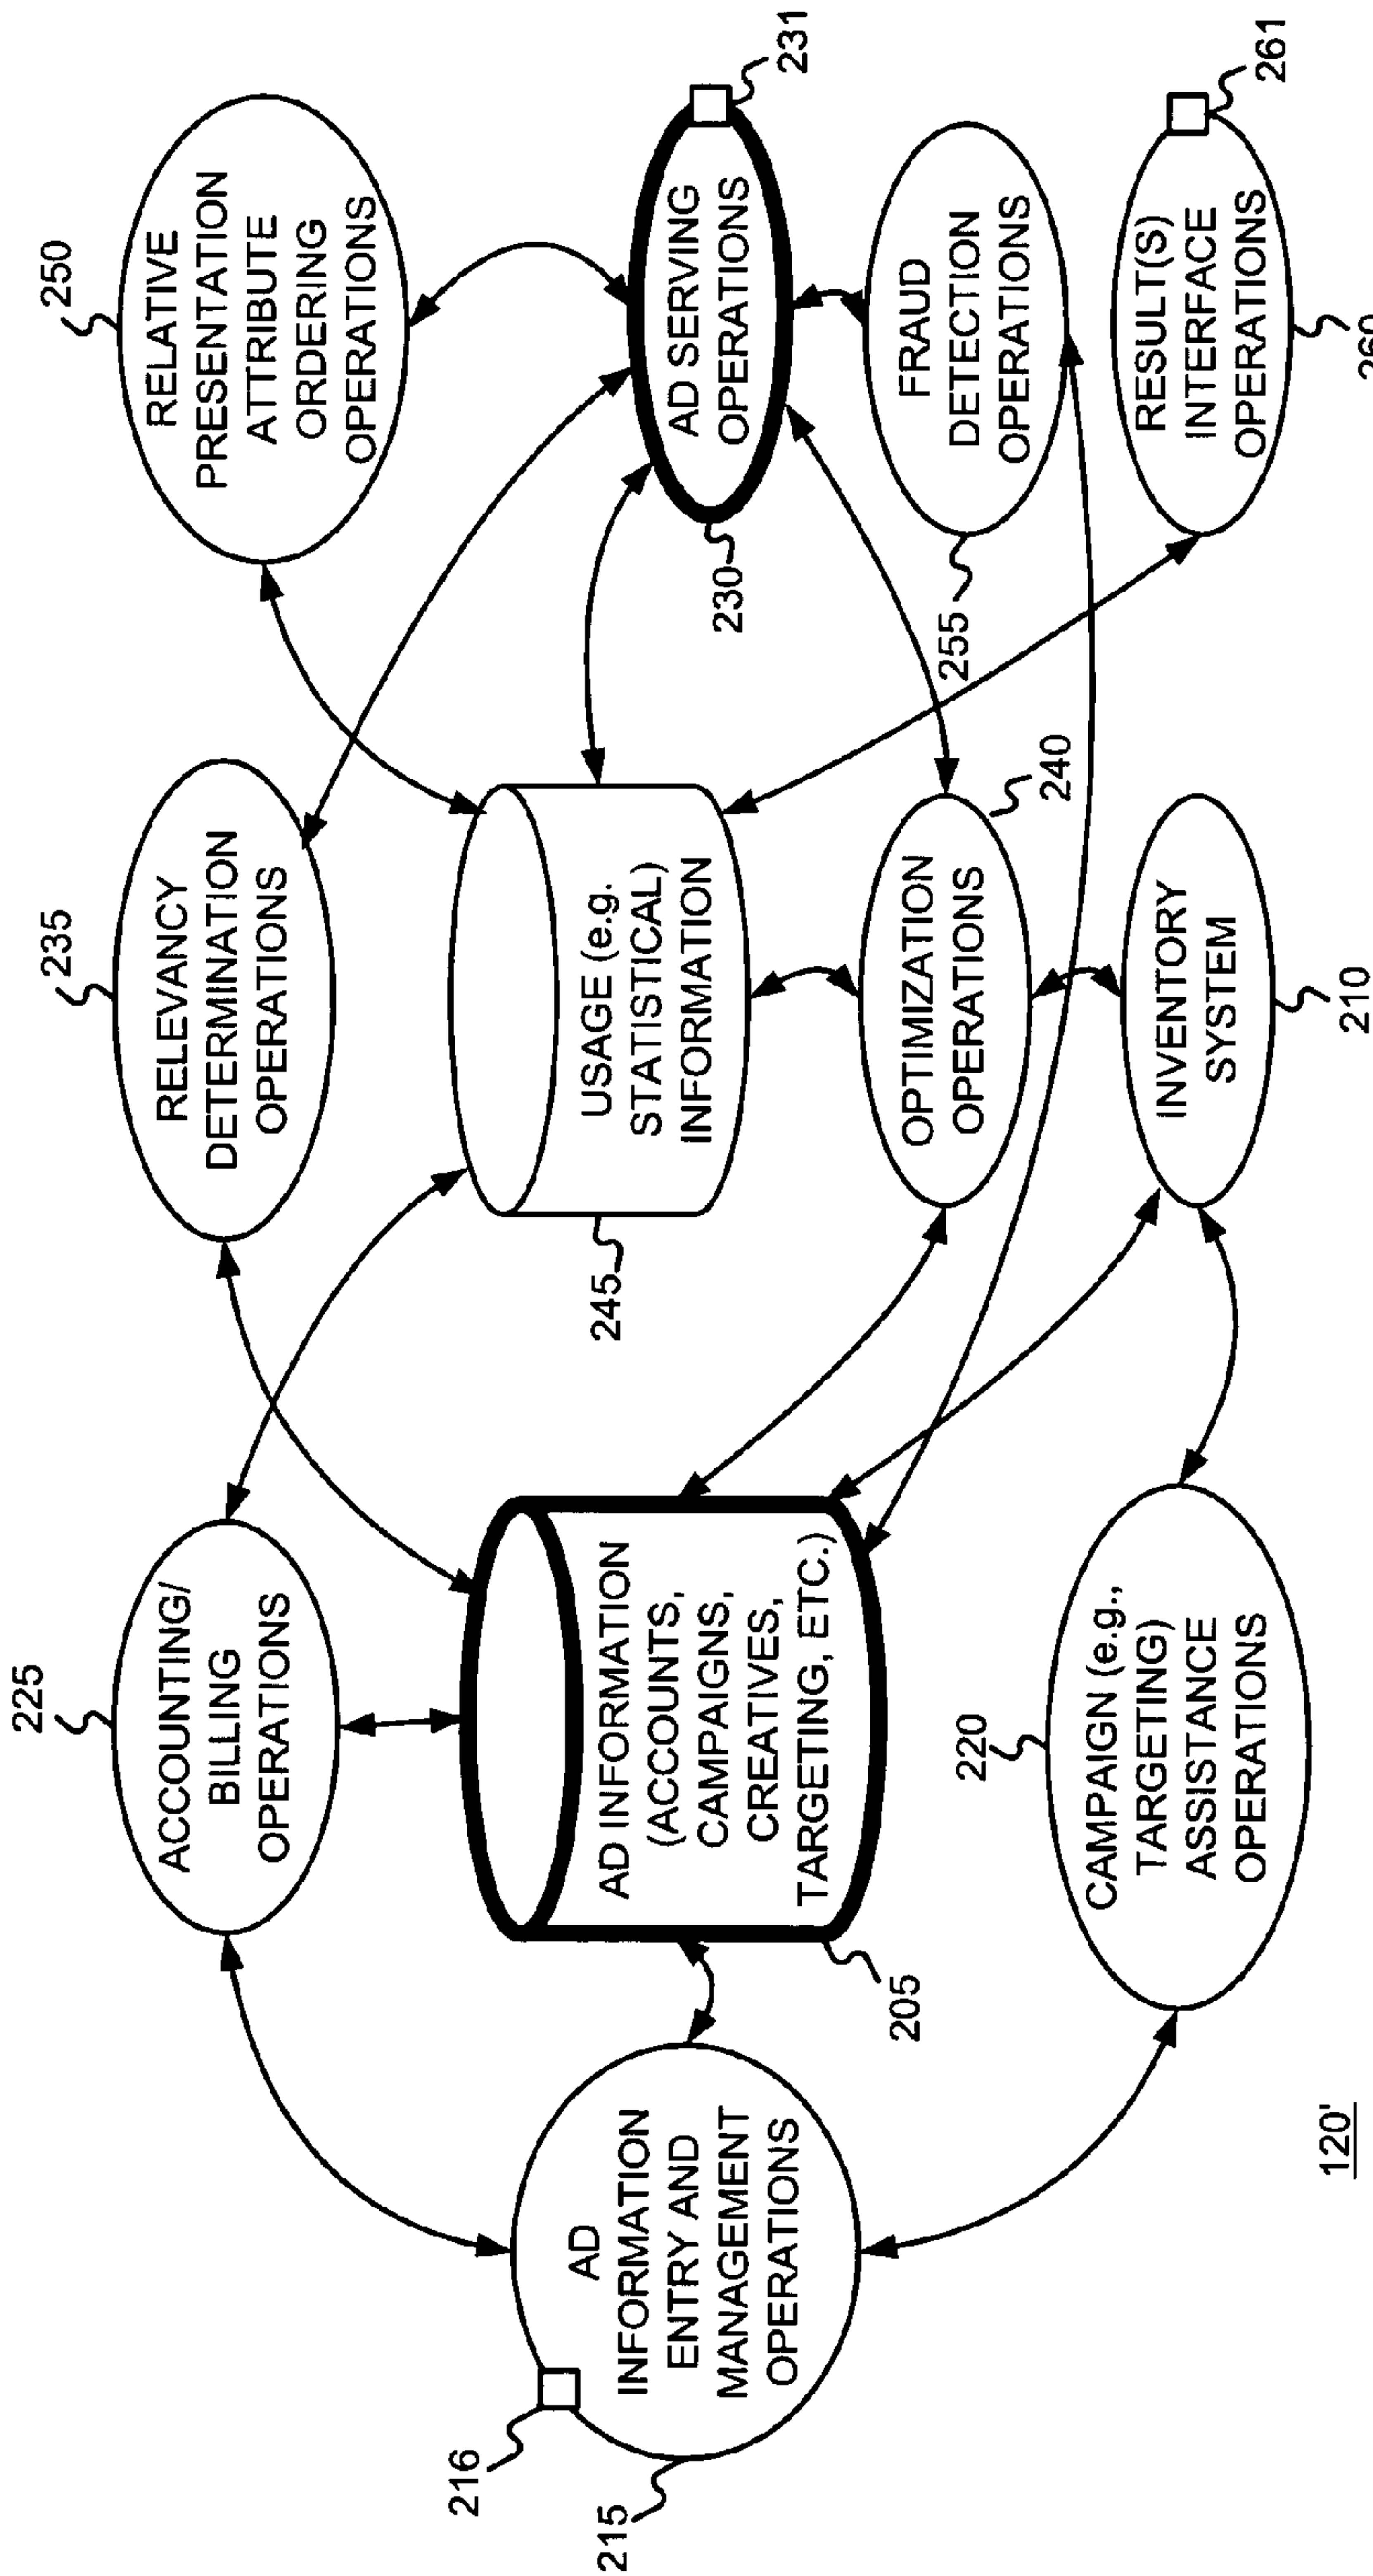 225
ACCOUNTING/
BILLING
OPERATIONS
235
RELEVANCY
DETERMINATION
OPERATIONS
250
RELATIVE
PRESENTATION
ATTRIBUTE
ORDERING
OPERATIONS
216
215
AD
INFORMATION
ENTRY AND
MANAGEMENT
OPERATIONS
AD INFORMATION
(ACCOUNTS,
CAMPAIGNS,
CREATIVES,
TARGETING, ETC.)
205
USAGE (e.g.
STATISTICAL)
INFORMATION
245
AD SERVING
OPERATIONS
231
230
OPTIMIZATION
OPERATIONS
240
FRAUD
DETECTION
OPERATIONS
255
220
CAMPAIGN (e.g.,
TARGETING)
ASSISTANCE
OPERATIONS
INVENTORY
SYSTEM
210
RESULT(S)
INTERFACE
OPERATIONS
261
260
120'